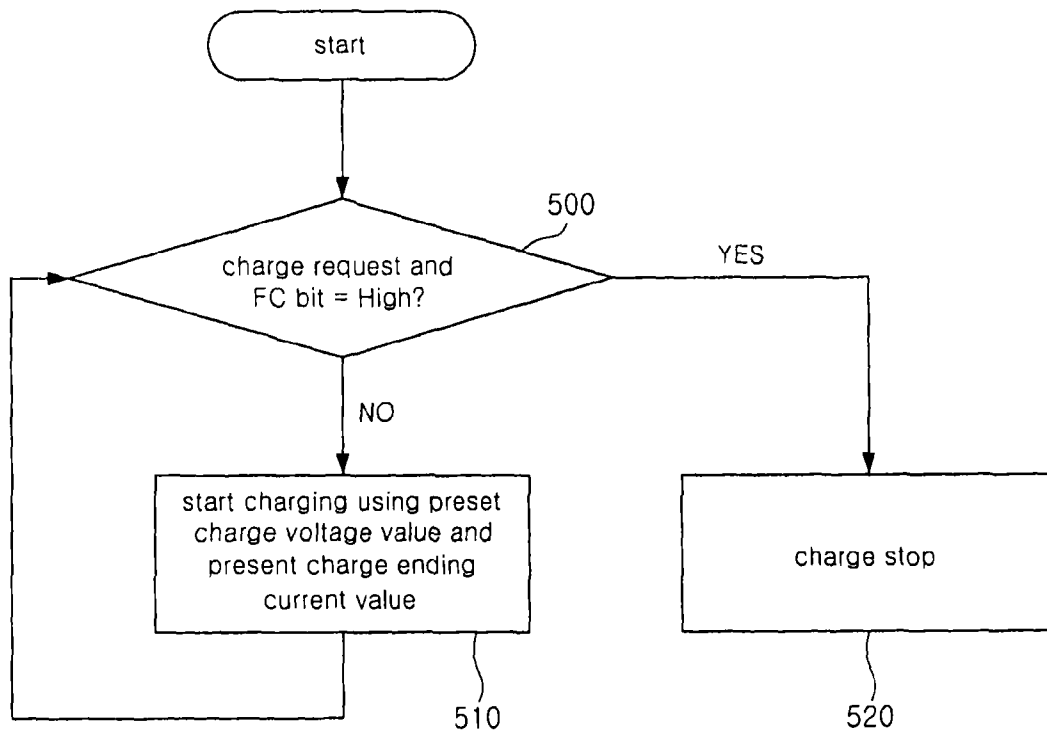 start
500
charge request and
FC bit = High?
YES
NO
start charging using preset
charge voltage value and
present charge ending
current value
charge stop
510
520